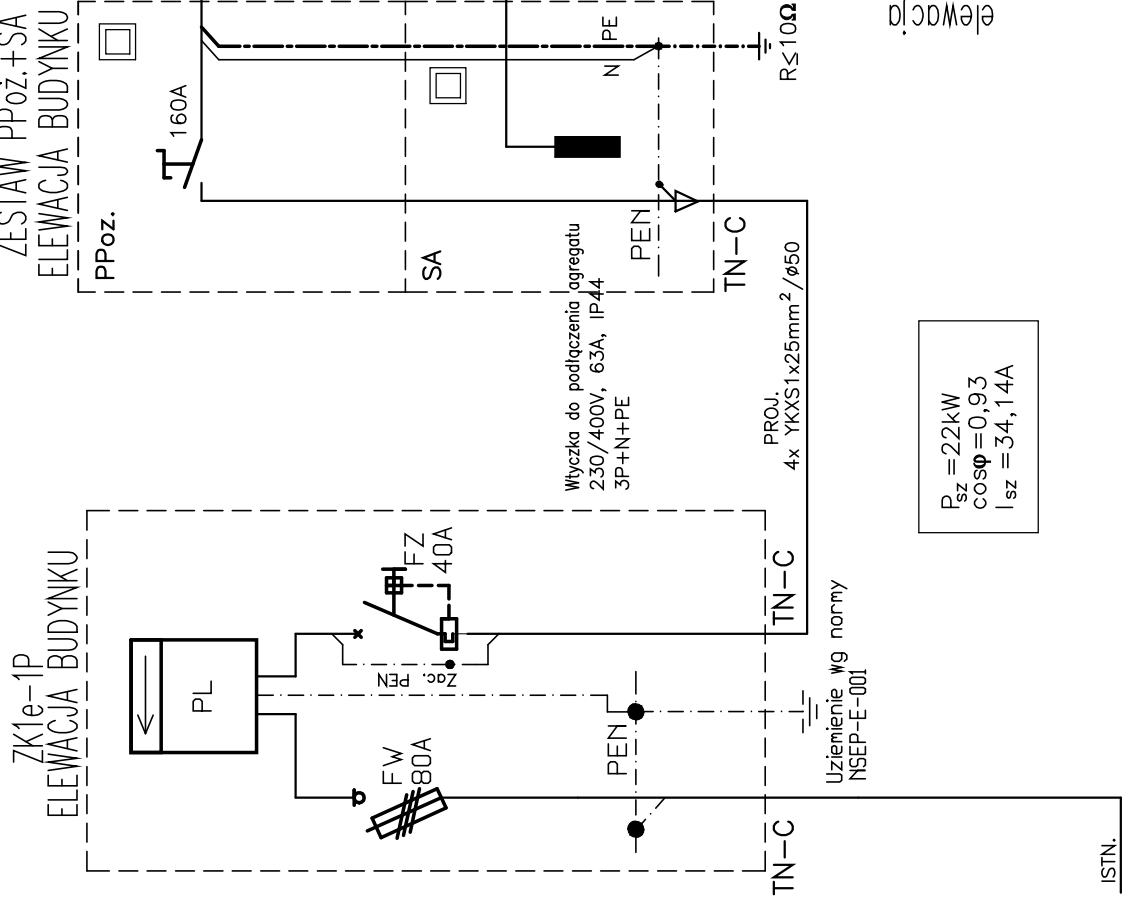 ZESTAW PPoż.+SA
ELEWACJA BUDYNKU
PPoz.
160A
SA
N
PE
R≤10Ω
PEN
TN-C
elewacja
Wtyczka do podłączenia agregatu
230/400V, 63A, IP44
3P+N+PE
PROJ.
4x YKXS1x25mm²/ø50
P sz =22kW
cosφ=0,93
I sz =34,14A
ZK1e-1P
ELEWACJA BUDYNKU
PL
FZ
40A
Zac. PEN
FW
80A
PEN
TN-C
TN-C
Uziemienie wg normy
NSEP-E-001
ISTN.